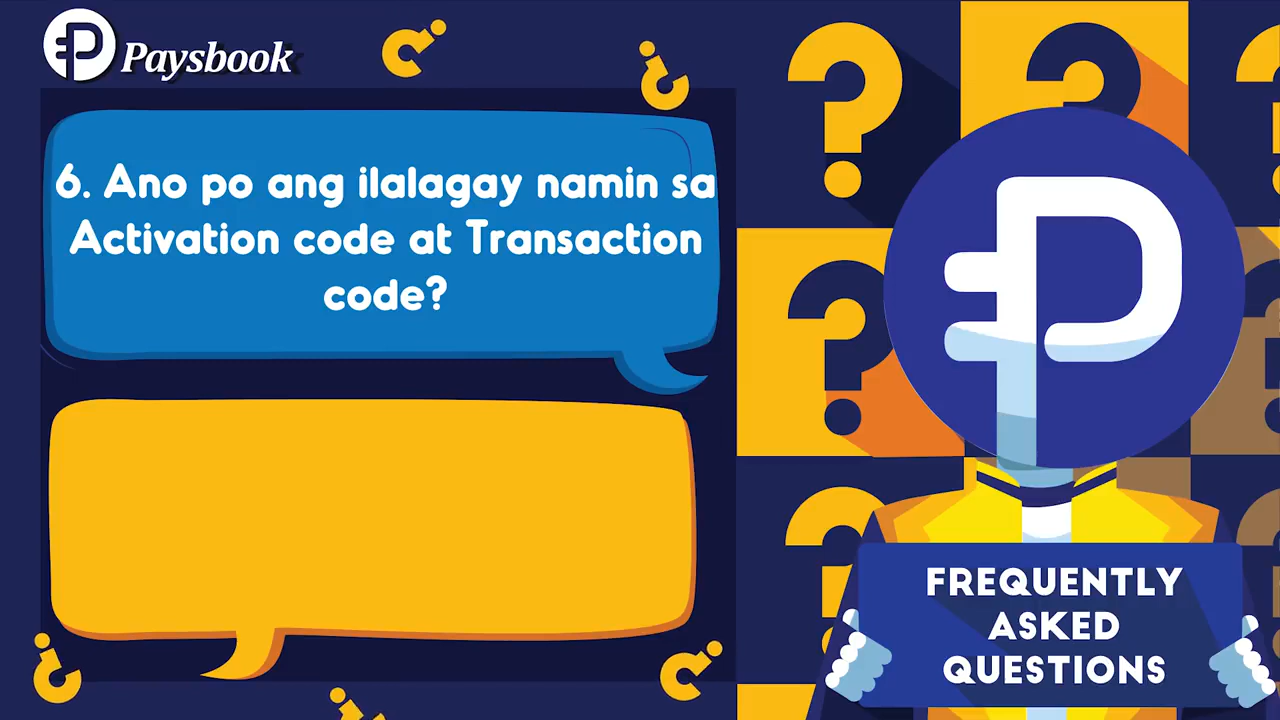 Paysbook
6. Ano po ang ilalagay namin sa
Activation code at Transaction
code?
FREQUENTLY
ASKED
QUESTIONS